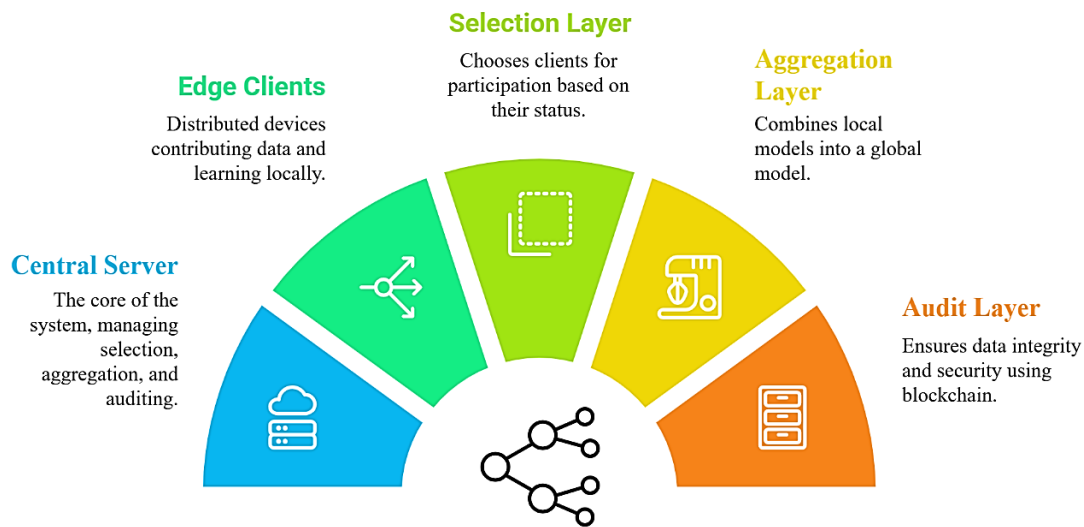 Selection Layer
Chooses clients for
participation based on
their status.
Edge Clients
Distributed devices
contributing data and
learning locally.
Aggregation
Layer
Combines local
models into a global
model.
Central Server
The core of the
system, managing
selection,
aggregation, and
auditing.
Audit Layer
Ensures data integrity
and security using
blockchain.